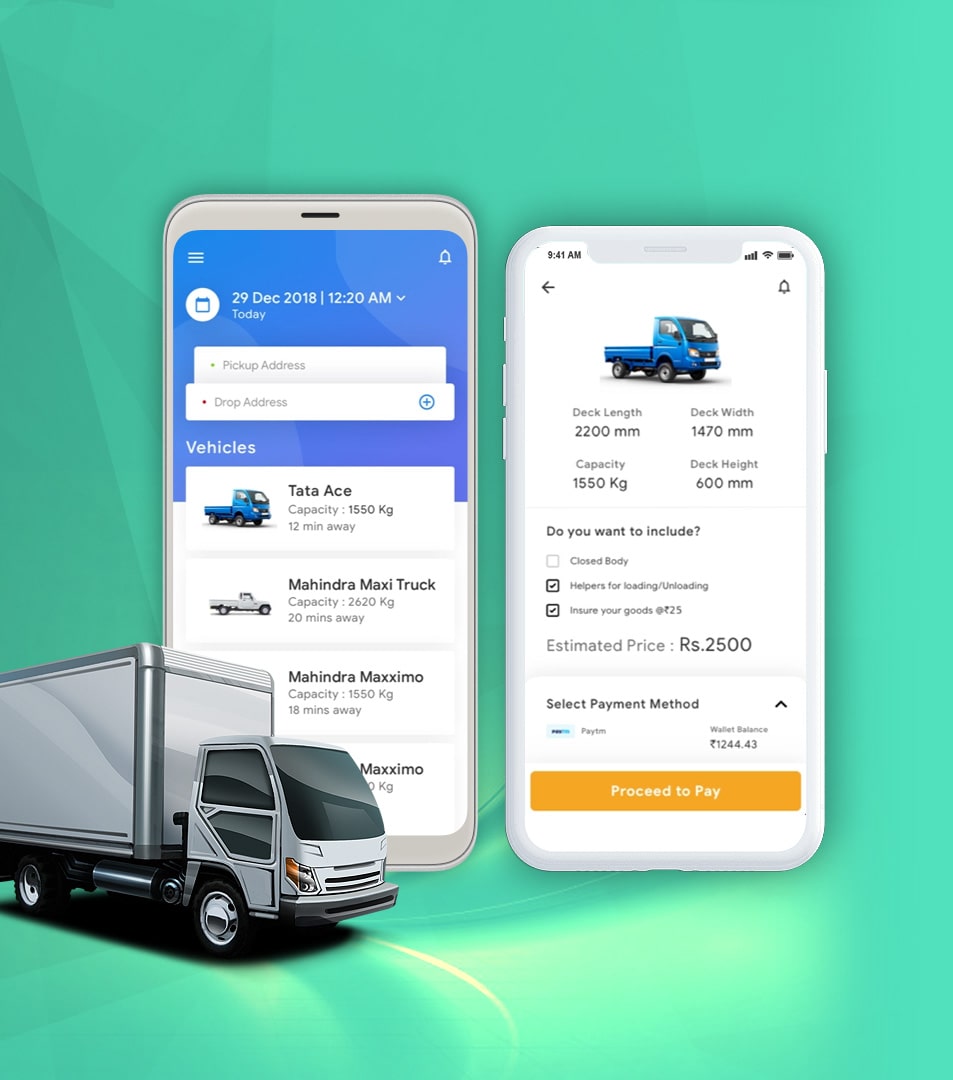 29 Dec 2018 | 12:20 AM
Today
Pickup Address
Drop Address
Vehicles
Tata Ace
Capacity : 1550 Kg
12 min away
Mahindra Maxi Truck
Capacity : 2620 Kg
20 mins away
Mahindra Maxximo
Capacity : 1550 Kg
18 mins away
Maxximo
0 Kg
9:41 AM
Deck Length Deck Width
2200 mm 1470 mm
Capacity Deck Height
1550 Kg 600 mm
Do you want to include?
Closed Body
Helpers for loading/Unloading
Insure your goods @₹25
Estimated Price : Rs.2500
Select Payment Method
Paytm Paytm Wallet Balance
₹1244.43
Proceed to Pay